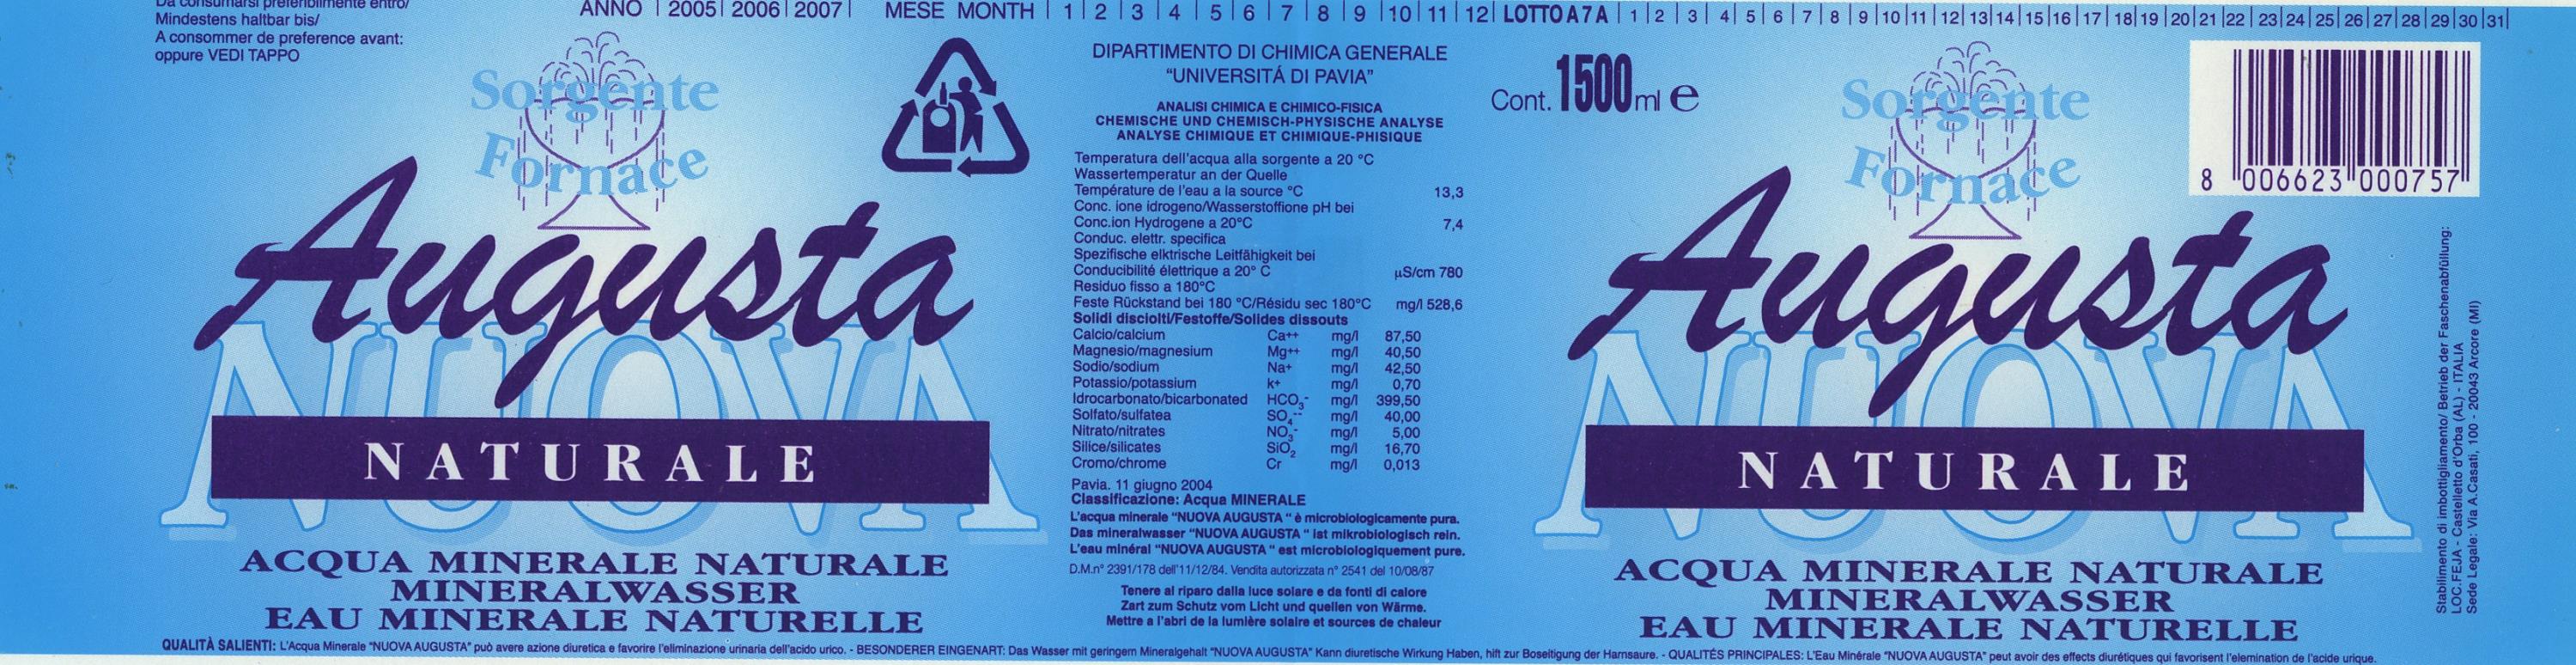 Da consumarsi preferibilmente entro/
Mindestens haltbar bis/
A consommer de preference avant:
oppure VEDI TAPPO
ANNO | 2005 | 2006 | 2007 | MESE MONTH | 1 | 2 | 3 | 4 | 5 | 6 | 7 | 8 | 9 | 10 | 11 | 12 | LOTTO A 7 A | 1 | 2 | 3 | 4 | 5 | 6 | 7 | 8 | 9 | 10 | 11 | 12 | 13 | 14 | 15 | 16 | 17 | 18 | 19 | 20 | 21 | 22 | 23 | 24 | 25 | 26 | 27 | 28 | 29 | 30 | 31 |
Sorgente
Fornace
Augusta
NUOVA
NATURALE
ACQUA MINERALE NATURALE
MINERALWASSER
EAU MINERALE NATURELLE
DIPARTIMENTO DI CHIMICA GENERALE
"UNIVERSITÁ DI PAVIA"
ANALISI CHIMICA E CHIMICO-FISICA
CHEMISCHE UND CHEMISCH-PHYSISCHE ANALYSE
ANALYSE CHIMIQUE ET CHIMIQUE-PHISIQUE
Temperatura dell'acqua alla sorgente a 20 °C
Wassertemperatur an der Quelle
Température de l'eau a la source °C 13,3
Conc. ione idrogeno/Wasserstoffione pH bei
Conc.ion Hydrogene a 20°C 7,4
Conduc. elettr. specifica
Spezifische elktrische Leitfähigkeit bei
Conducibilité élettrique a 20° C µS/cm 780
Residuo fisso a 180°C
Feste Rückstand bei 180 °C/Résidu sec 180°C mg/l 528,6
Solidi disciolti/Festoffe/Solides dissouts
Calcio/calcium Ca++ mg/l 87,50
Magnesio/magnesium Mg++ mg/l 40,50
Sodio/sodium Na+ mg/l 42,50
Potassio/potassium k+ mg/l 0,70
Idrocarbonato/bicarbonated HCO3- mg/l 399,50
Solfato/sulfatea SO4-- mg/l 40,00
Nitrato/nitrates NO3- mg/l 5,00
Silice/silicates SiO2 mg/l 16,70
Cromo/chrome Cr mg/l 0,013
Pavia. 11 giugno 2004
Classificazione: Acqua MINERALE
L'acqua minerale "NUOVA AUGUSTA " è microbiologicamente pura.
Das mineralwasser "NUOVA AUGUSTA " ist mikrobiologisch rein.
L'eau minéral "NUOVA AUGUSTA " est microbiologiquement pure.
D.M.n° 2391/178 dell'11/12/84. Vendita autorizzata n° 2541 del 10/08/87
Tenere al riparo dalla luce solare e da fonti di calore
Zart zum Schutz vom Licht und quellen von Wärme.
Mettre a l'abri de la lumière solaire et sources de chaleur
Cont. 1500 ml e
Sorgente
Fornace
Augusta
NUOVA
NATURALE
ACQUA MINERALE NATURALE
MINERALWASSER
EAU MINERALE NATURELLE
8 006623 000757
Stabilimento di imbottigliamento/ Betrieb der Faschenabfüllung:
LOC.FEJA - Castelletto d'Orba (AL) - ITALIA
Sede Legale: Via A.Casati, 100 - 20043 Arcore (MI)
QUALITÀ SALIENTI: L'Acqua Minerale "NUOVA AUGUSTA" può avere azione diuretica e favorire l'eliminazione urinaria dell'acido urico. - BESONDERER EINGENART: Das Wasser mit geringem Mineralgehalt "NUOVA AUGUSTA" Kann diuretische Wirkung Haben, hift zur Boseitigung der Harnsaure. - QUALITÉS PRINCIPALES: L'Eau Minérale "NUOVA AUGUSTA" peut avoir des effects diurétiques qui favorisent l'elemination de l'acide urique.